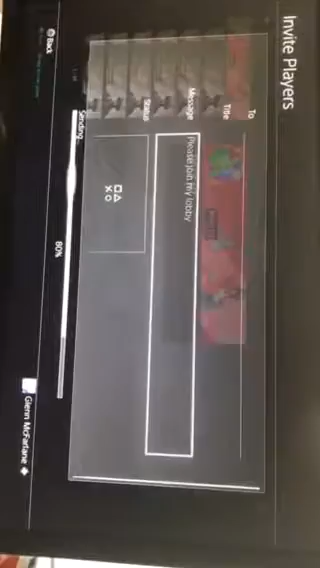 Invite Players
To
Title
Message
Please join my lobby
Status
Sending...
80%
Back
Glenn McFarlane